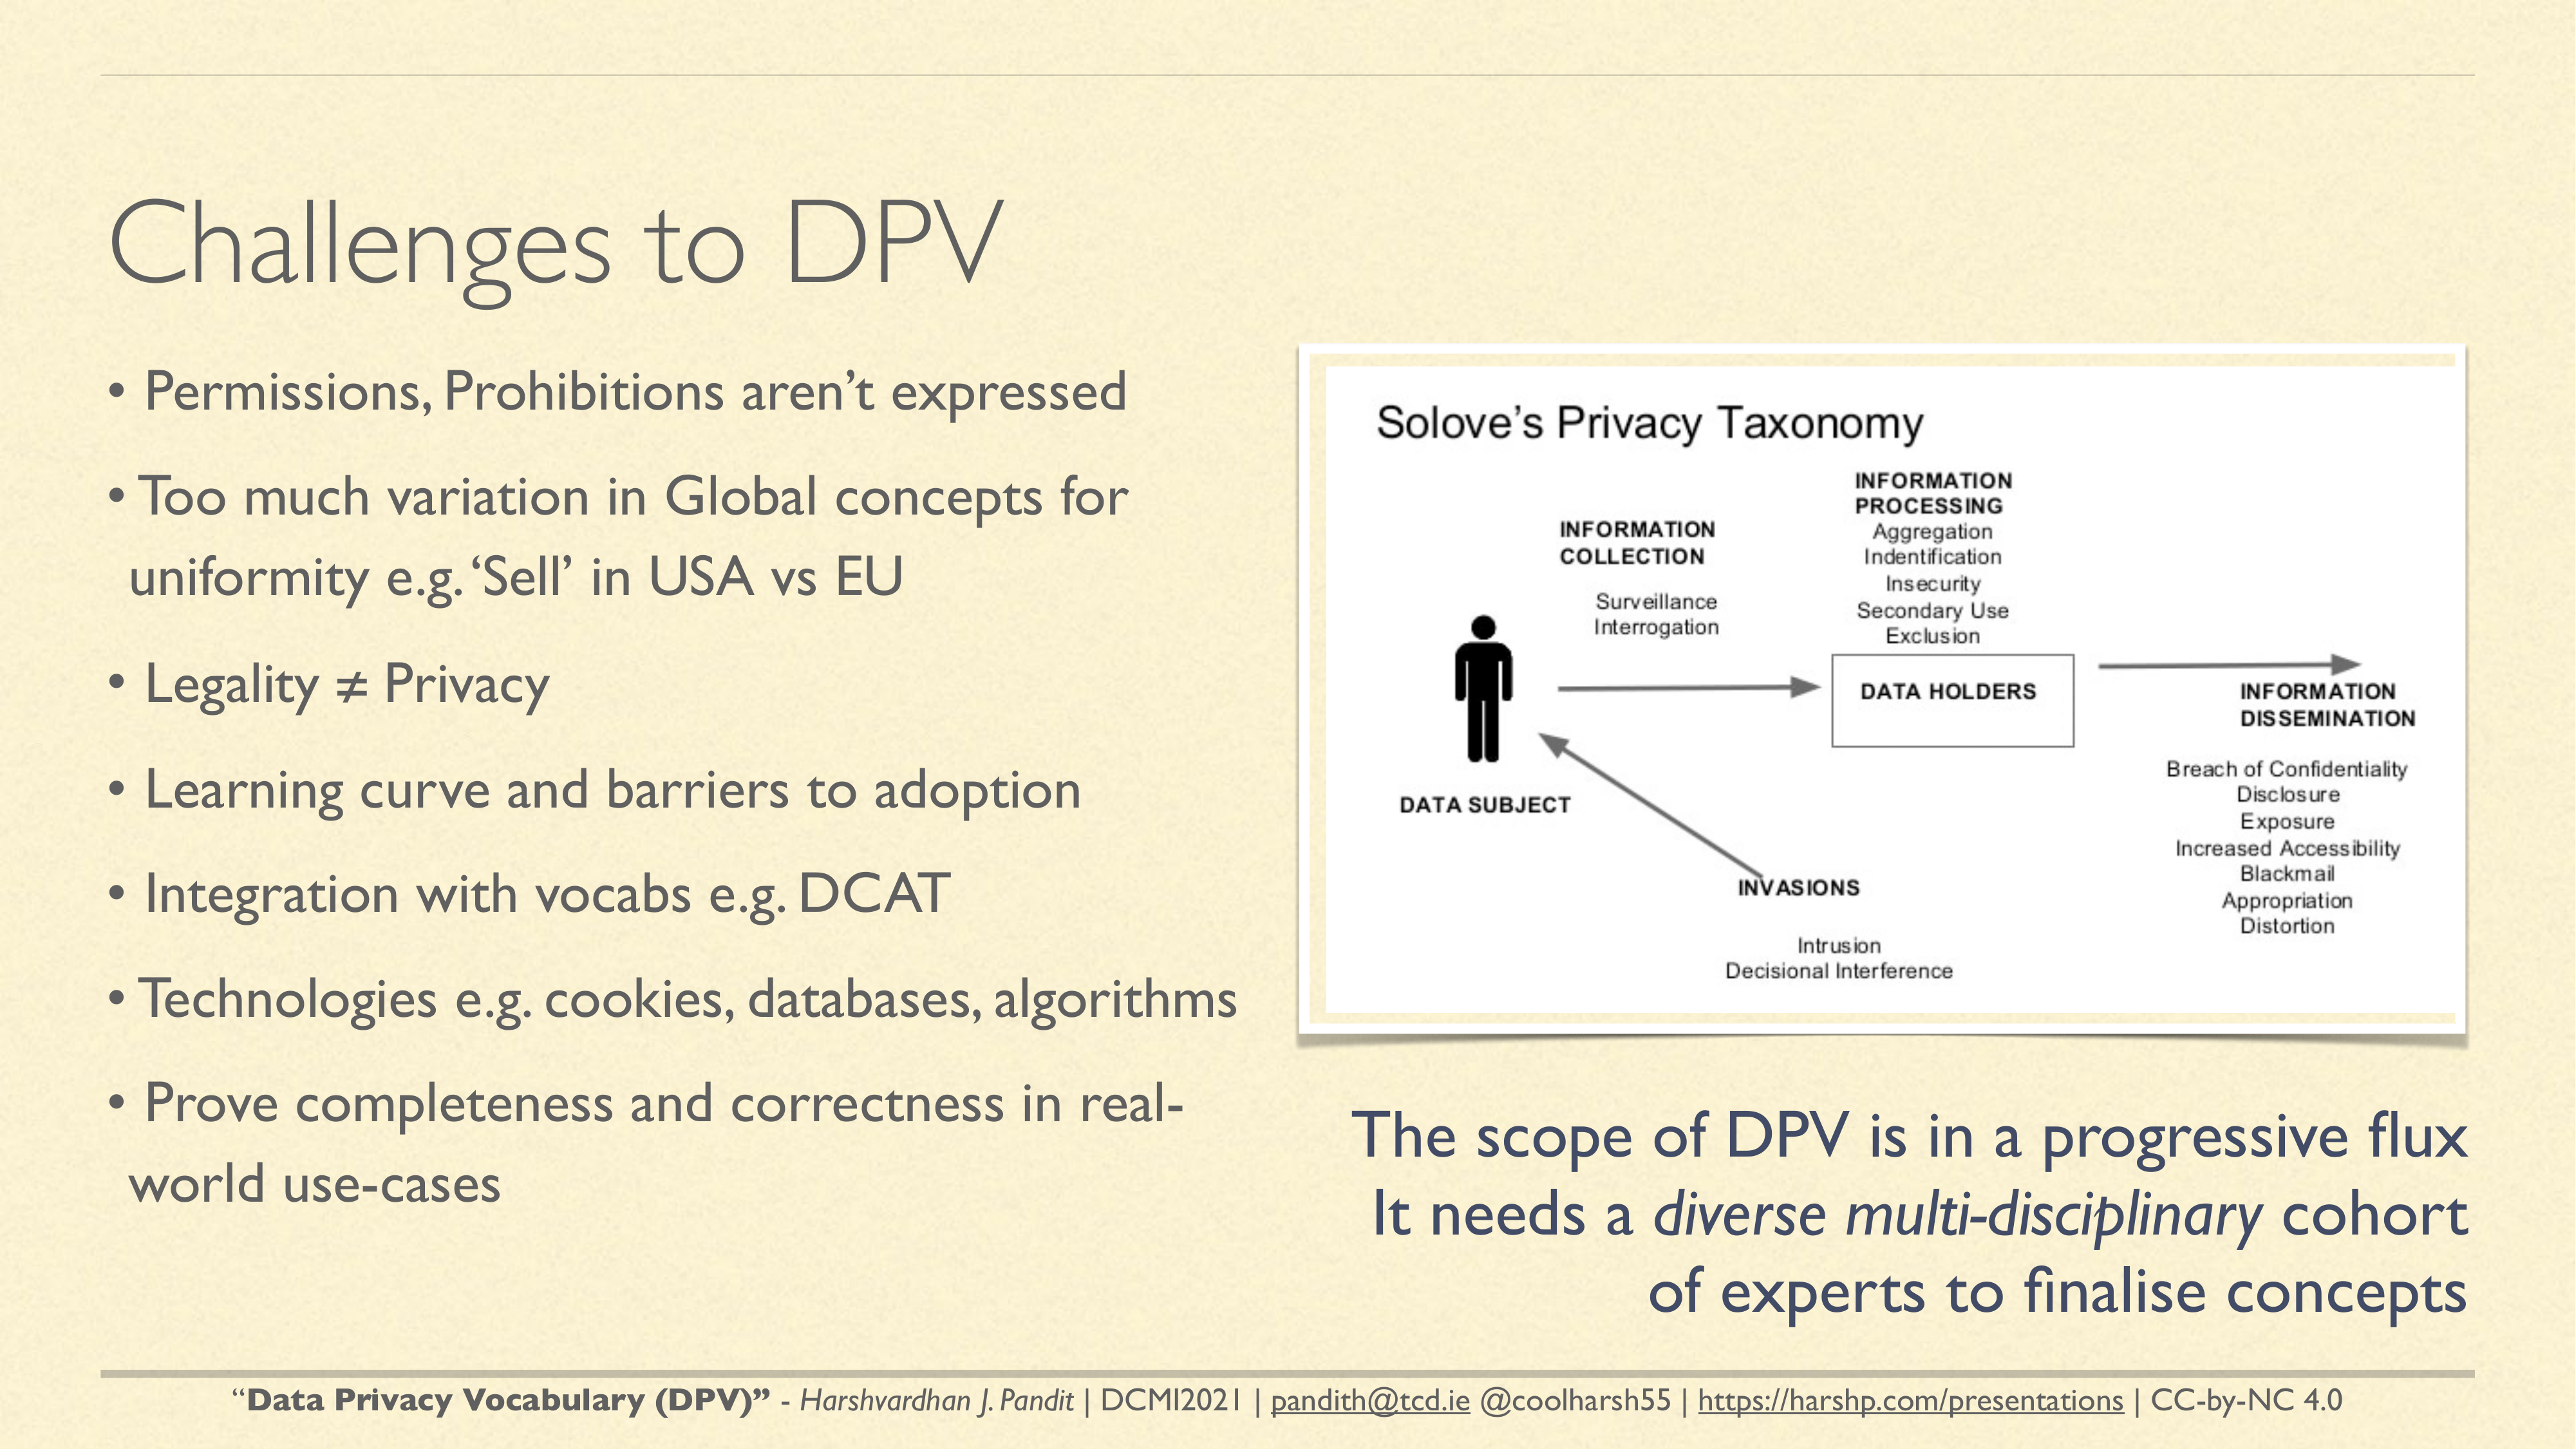 Challenges to DPV
• Permissions, Prohibitions aren’t expressed
• Too much variation in Global concepts for
uniformity e.g. ‘Sell’ in USA vs EU
• Legality ≠ Privacy
• Learning curve and barriers to adoption
• Integration with vocabs e.g. DCAT
• Technologies e.g. cookies, databases, algorithms
• Prove completeness and correctness in real-
world use-cases
Solove’s Privacy Taxonomy
INFORMATION
COLLECTION
Surveillance
Interrogation
INFORMATION
PROCESSING
Aggregation
Indentification
Insecurity
Secondary Use
Exclusion
DATA HOLDERS
DATA SUBJECT
INFORMATION
DISSEMINATION
Breach of Confidentiality
Disclosure
Exposure
Increased Accessibility
Blackmail
Appropriation
Distortion
INVASIONS
Intrusion
Decisional Interference
The scope of DPV is in a progressive flux
It needs a diverse multi-disciplinary cohort
of experts to finalise concepts
“Data Privacy Vocabulary (DPV)” - Harshvardhan J. Pandit | DCMI2021 | pandith@tcd.ie @coolharsh55 | https://harshp.com/presentations | CC-by-NC 4.0